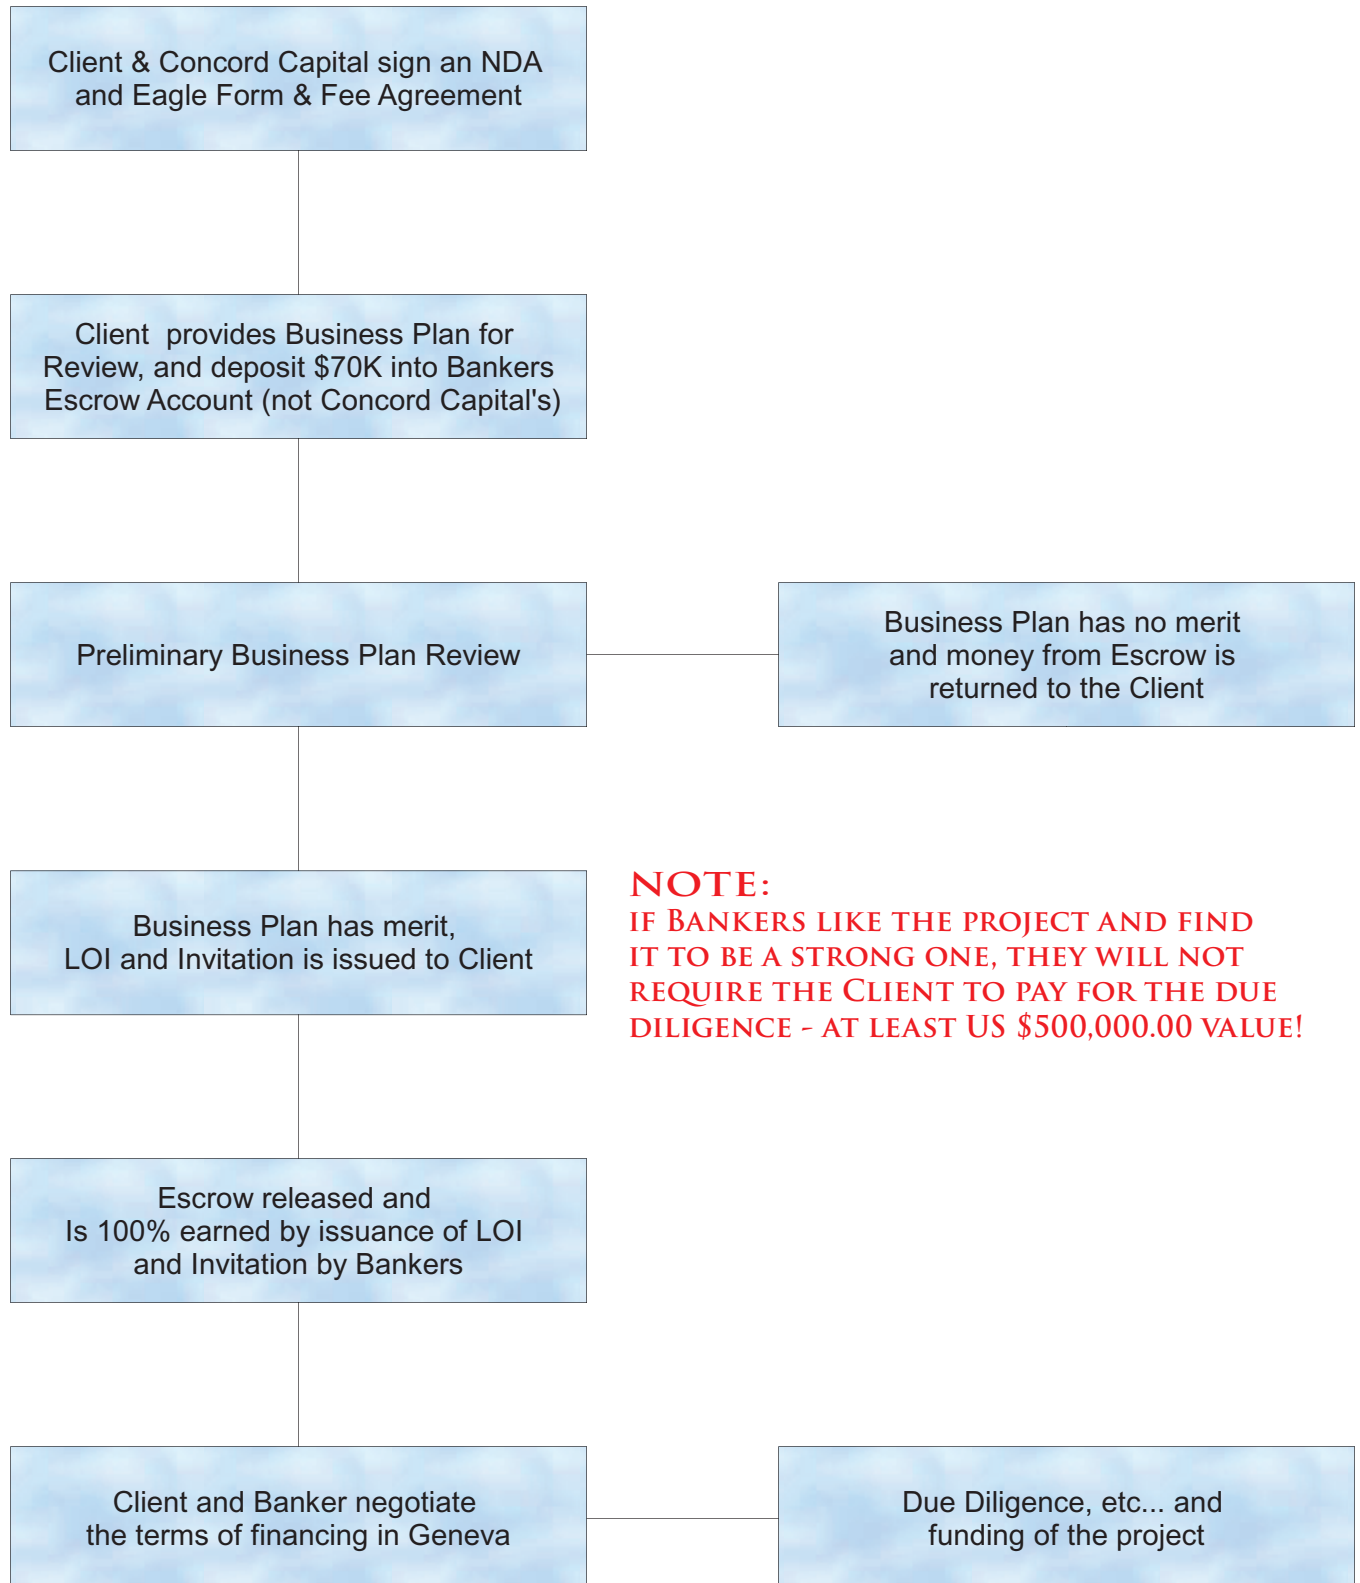 Client & Concord Capital sign an NDA
and Eagle Form & Fee Agreement
Client provides Business Plan for
Review, and deposit $70K into Bankers
Escrow Account (not Concord Capital's)
Preliminary Business Plan Review
Business Plan has no merit
and money from Escrow is
returned to the Client
Business Plan has merit,
LOI and Invitation is issued to Client
NOTE:
IF BANKERS LIKE THE PROJECT AND FIND
IT TO BE A STRONG ONE, THEY WILL NOT
REQUIRE THE CLIENT TO PAY FOR THE DUE
DILIGENCE - AT LEAST US $500,000.00 VALUE!
Escrow released and
Is 100% earned by issuance of LOI
and Invitation by Bankers
Client and Banker negotiate
the terms of financing in Geneva
Due Diligence, etc... and
funding of the project